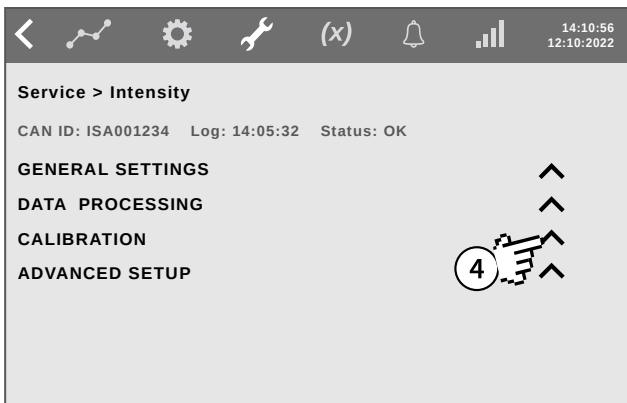 (x)
14:10:56
12:10:2022
Service > Intensity
CAN ID: ISA001234 Log: 14:05:32 Status: OK
GENERAL SETTINGS
DATA PROCESSING
CALIBRATION
ADVANCED SETUP
4